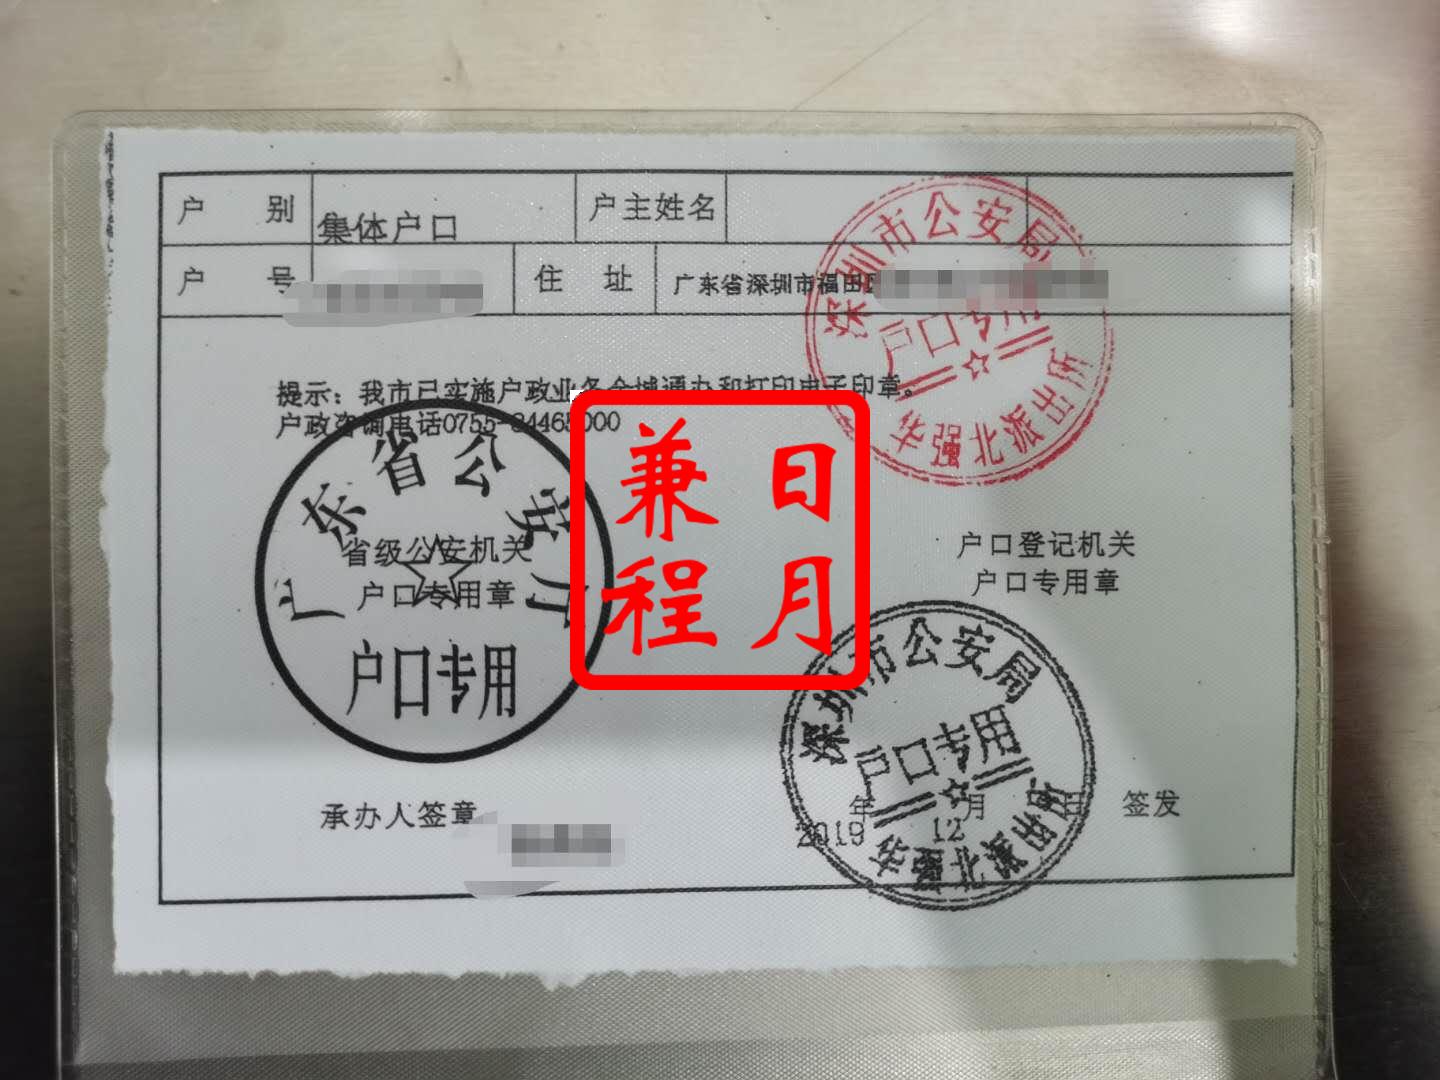 户 别 集体户口 户主姓名
户 号 住 址 广东省深圳市福田区
提示：我市已实施户政业务全城通办和打印电子印章。
户政咨询电话0755-84465000
深圳市公安局
户口专用
华强北派出所
广东省公安厅
省级公安机关
户口专用章
户口专用
日月
兼程
户口登记机关
户口专用章
深圳市公安局
户口专用
华强北派出所
承办人签章
年 月 日 签发
2019 12